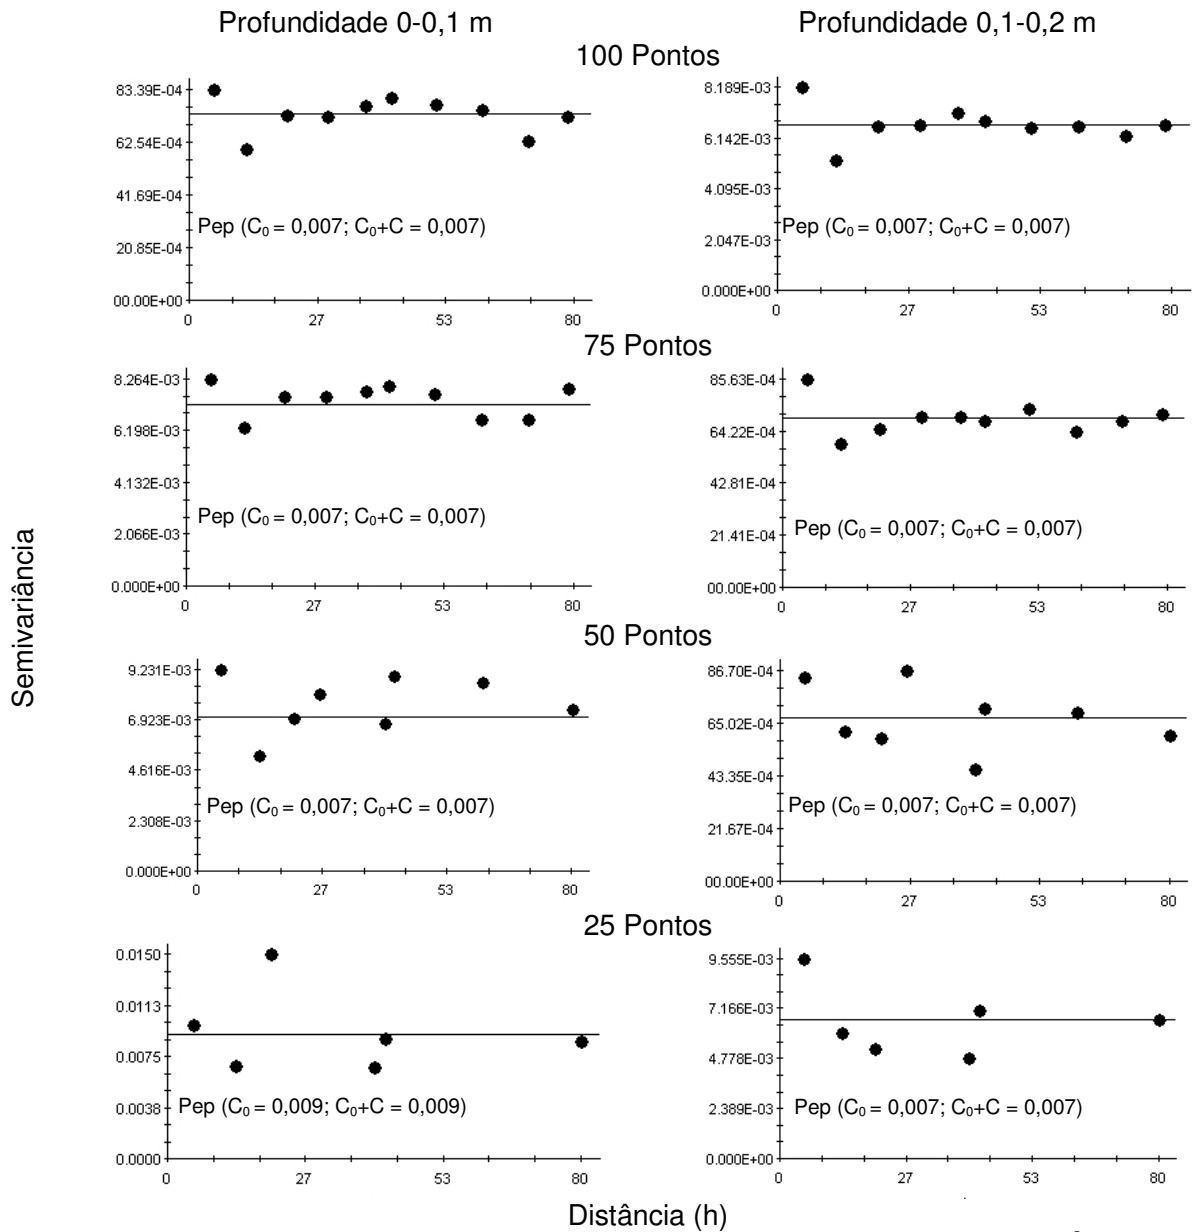 Profundidade 0-0,1 m
Profundidade 0,1-0,2 m
100 Pontos
83.39E-04
62.54E-04
41.69E-04
20.85E-04
00.00E+00
Pep (C₀ = 0,007; C₀+C = 0,007)
0 27 53 80
8.189E-03
6.142E-03
4.095E-03
2.047E-03
0.000E+00
Pep (C₀ = 0,007; C₀+C = 0,007)
0 27 53 80
75 Pontos
8.264E-03
6.198E-03
4.132E-03
2.066E-03
0.000E+00
Pep (C₀ = 0,007; C₀+C = 0,007)
0 27 53 80
85.63E-04
64.22E-04
42.81E-04
21.41E-04
00.00E+00
Pep (C₀ = 0,007; C₀+C = 0,007)
0 27 53 80
Semivariância
50 Pontos
9.231E-03
6.923E-03
4.616E-03
2.308E-03
0.000E+00
Pep (C₀ = 0,007; C₀+C = 0,007)
0 27 53 80
86.70E-04
65.02E-04
43.35E-04
21.67E-04
00.00E+00
Pep (C₀ = 0,007; C₀+C = 0,007)
0 27 53 80
25 Pontos
0.0150
0.0113
0.0075
0.0038
0.0000
Pep (C₀ = 0,009; C₀+C = 0,009)
0 27 53 80
9.555E-03
7.166E-03
4.778E-03
2.389E-03
0.000E+00
Pep (C₀ = 0,007; C₀+C = 0,007)
0 27 53 80
Distância (h)